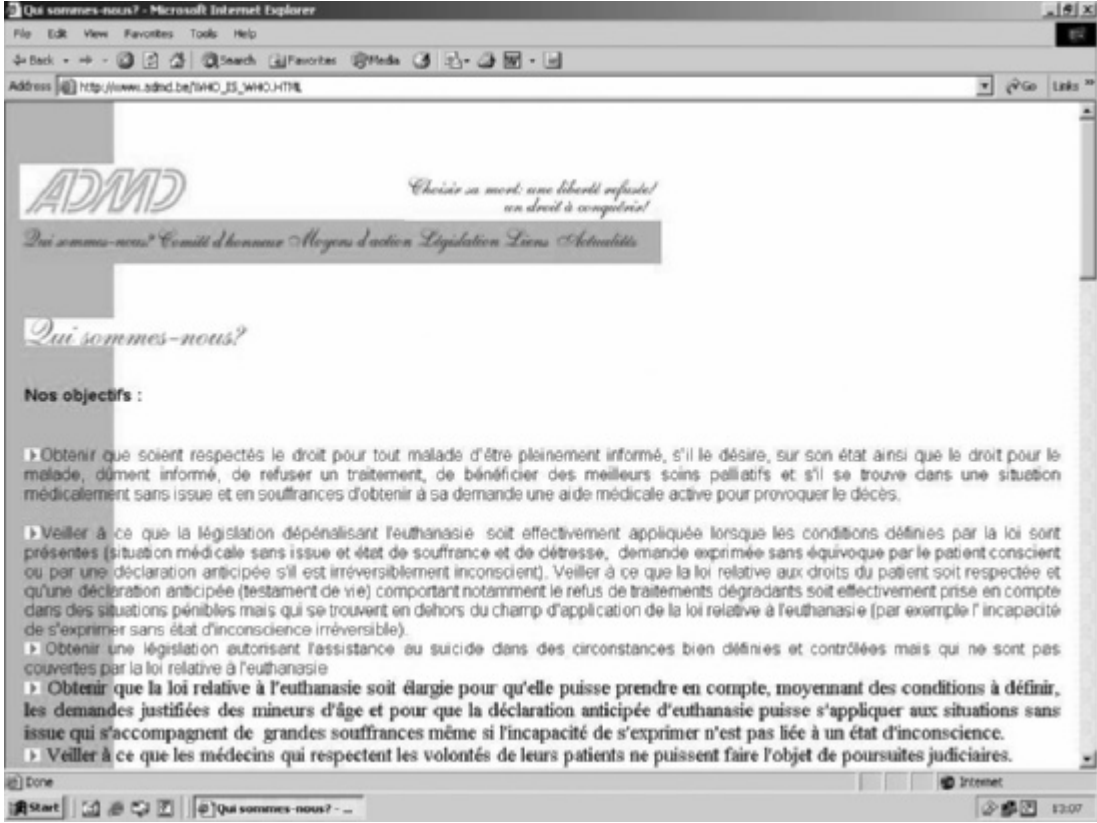 Qui sommes-nous? - Microsoft Internet Explorer
File Edit View Favorites Tools Help
Back Search Favorites Media
Address http://www.admd.be/WHO_IS_WHO.HTML Go Links
ADMD
Choisir sa mort: une liberté refusée!
un droit à conquérir!
Qui sommes-nous? Comité d'honneur Moyens d'action Législation Liens Actualités
Qui sommes-nous?
Nos objectifs :
Obtenir que soient respectés le droit pour tout malade d'être pleinement informé, s'il le désire, sur son état ainsi que le droit pour le
malade, dûment informé, de refuser un traitement, de bénéficier des meilleurs soins palliatifs et s'il se trouve dans une situation
médicalement sans issue et en souffrances d'obtenir à sa demande une aide médicale active pour provoquer le décès.
Veiller à ce que la législation dépénalisant l'euthanasie soit effectivement appliquée lorsque les conditions définies par la loi sont
présentes (situation médicale sans issue et état de souffrance et de détresse, demande exprimée sans équivoque par le patient conscient
ou par une déclaration anticipée s'il est irréversiblement inconscient). Veiller à ce que la loi relative aux droits du patient soit respectée et
qu'une déclaration anticipée (testament de vie) comportant notamment le refus de traitements dégradants soit effectivement prise en compte
dans des situations pénibles mais qui se trouvent en dehors du champ d'application de la loi relative à l'euthanasie (par exemple l' incapacité
de s'exprimer sans état d'inconscience irréversible).
Obtenir une législation autorisant l'assistance au suicide dans des circonstances bien définies et contrôlées mais qui ne sont pas
couvertes par la loi relative à l'euthanasie
Obtenir que la loi relative à l'euthanasie soit élargie pour qu'elle puisse prendre en compte, moyennant des conditions à définir,
les demandes justifiées des mineurs d'âge et pour que la déclaration anticipée d'euthanasie puisse s'appliquer aux situations sans
issue qui s'accompagnent de grandes souffrances même si l'incapacité de s'exprimer n'est pas liée à un état d'inconscience.
Veiller à ce que les médecins qui respectent les volontés de leurs patients ne puissent faire l'objet de poursuites judiciaires.
Done Internet
Start Qui sommes-nous? - ... 13:07